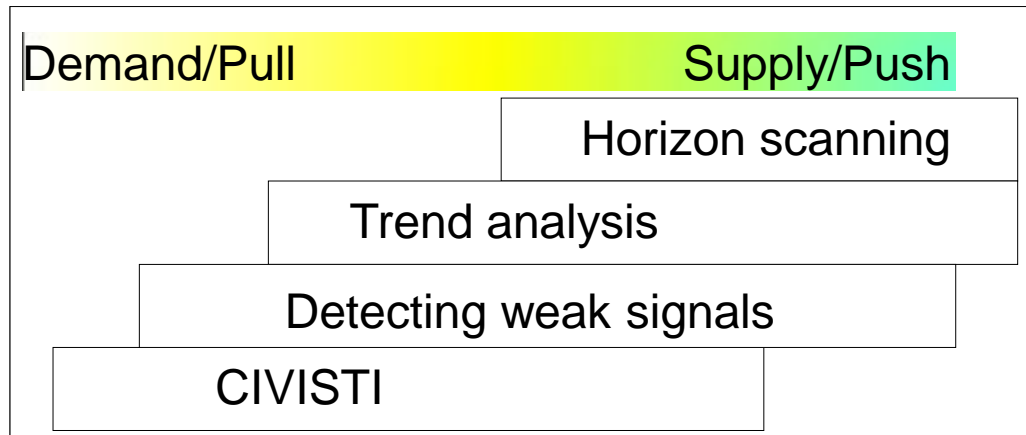 Demand/Pull Supply/Push
Horizon scanning
Trend analysis
Detecting weak signals
CIVISTI